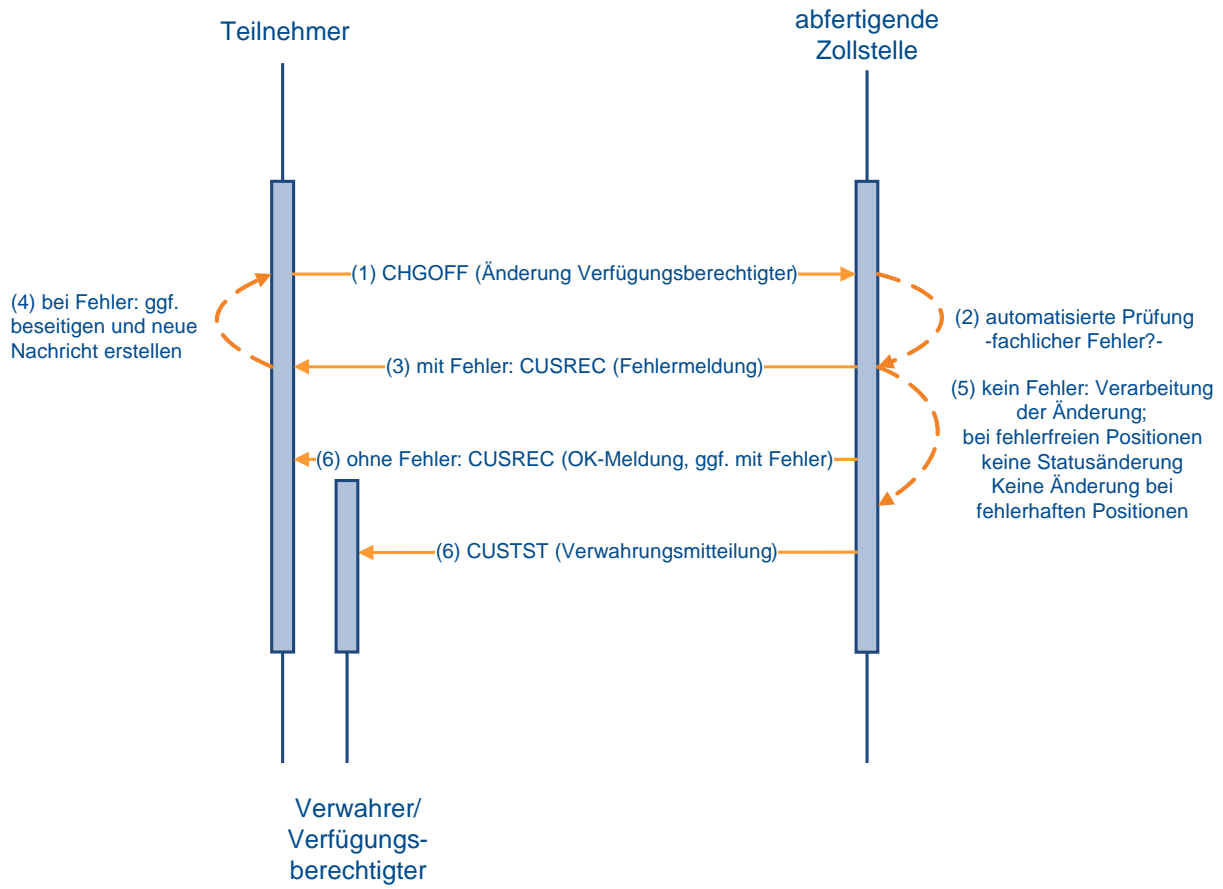 Teilnehmer
abfertigende
Zollstelle
(1) CHGOFF (Änderung Verfügungsberechtigter)
(4) bei Fehler: ggf.
beseitigen und neue
Nachricht erstellen
(2) automatisierte Prüfung
-fachlicher Fehler?-
(3) mit Fehler: CUSREC (Fehlermeldung)
(5) kein Fehler: Verarbeitung
der Änderung;
bei fehlerfreien Positionen
keine Statusänderung
Keine Änderung bei
fehlerhaften Positionen
(6) ohne Fehler: CUSREC (OK-Meldung, ggf. mit Fehler)
(6) CUSTST (Verwahrungsmitteilung)
Verwahrer/
Verfügungs-
berechtigter